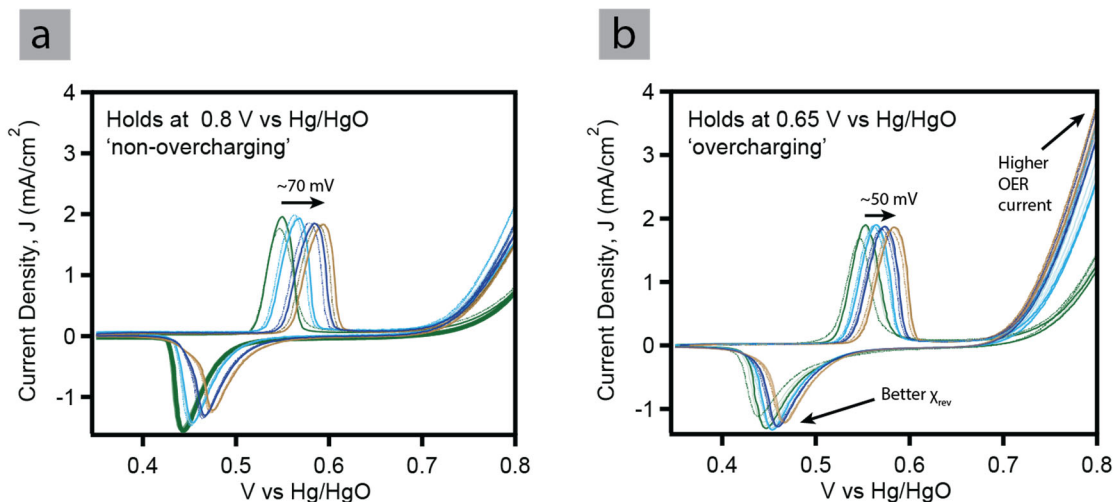 a
Holds at 0.8 V vs Hg/HgO
'non-overcharging'
~70 mV
Current Density, J (mA/cm²)
4
3
2
1
0
-1
0.4
0.5
0.6
0.7
0.8
V vs Hg/HgO
b
Holds at 0.65 V vs Hg/HgO
'overcharging'
~50 mV
Higher
OER
current
Better χrev
Current Density, J (mA/cm²)
4
3
2
1
0
-1
0.4
0.5
0.6
0.7
0.8
V vs Hg/HgO